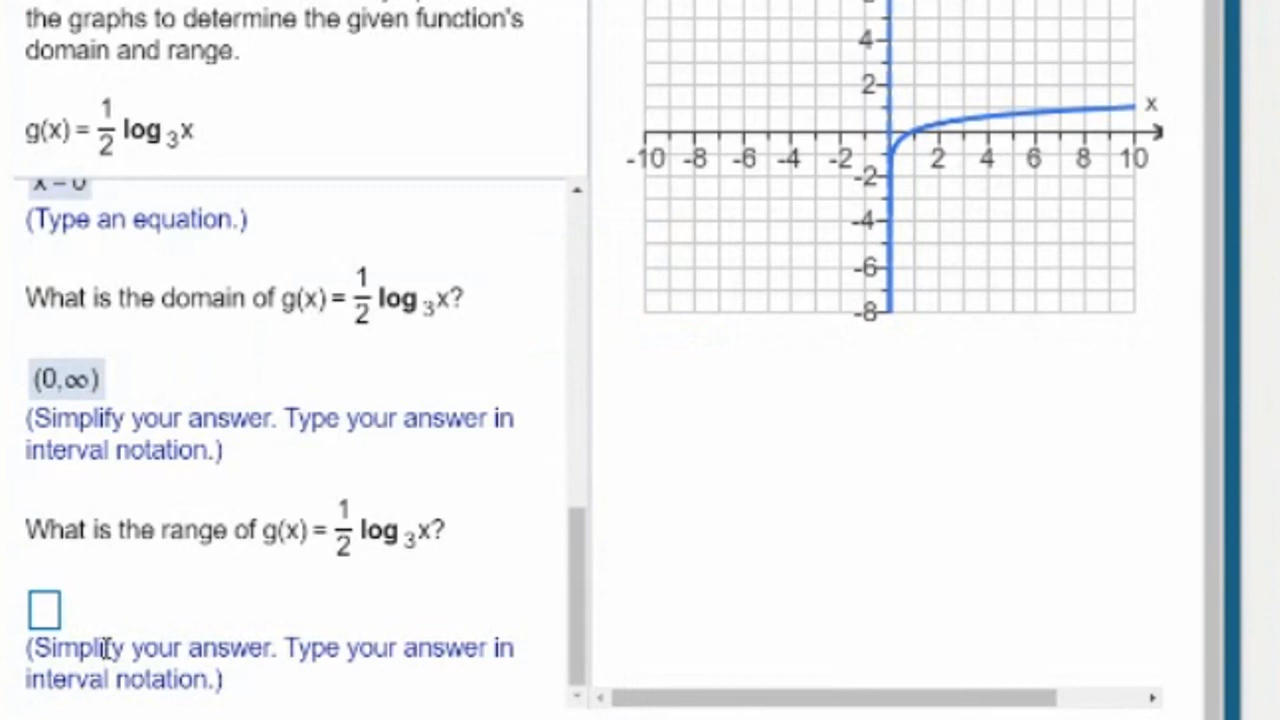 the graphs to determine the given function's
domain and range.
g(x) = 1/2 log 3x
x = 0
(Type an equation.)
What is the domain of g(x) = 1/2 log 3x?
(0,∞)
(Simplify your answer. Type your answer in
interval notation.)
What is the range of g(x) = 1/2 log 3x?
(Simplify your answer. Type your answer in
interval notation.)
4
2
x
-10 -8 -6 -4 -2 2 4 6 8 10
-2
-4
-6
-8